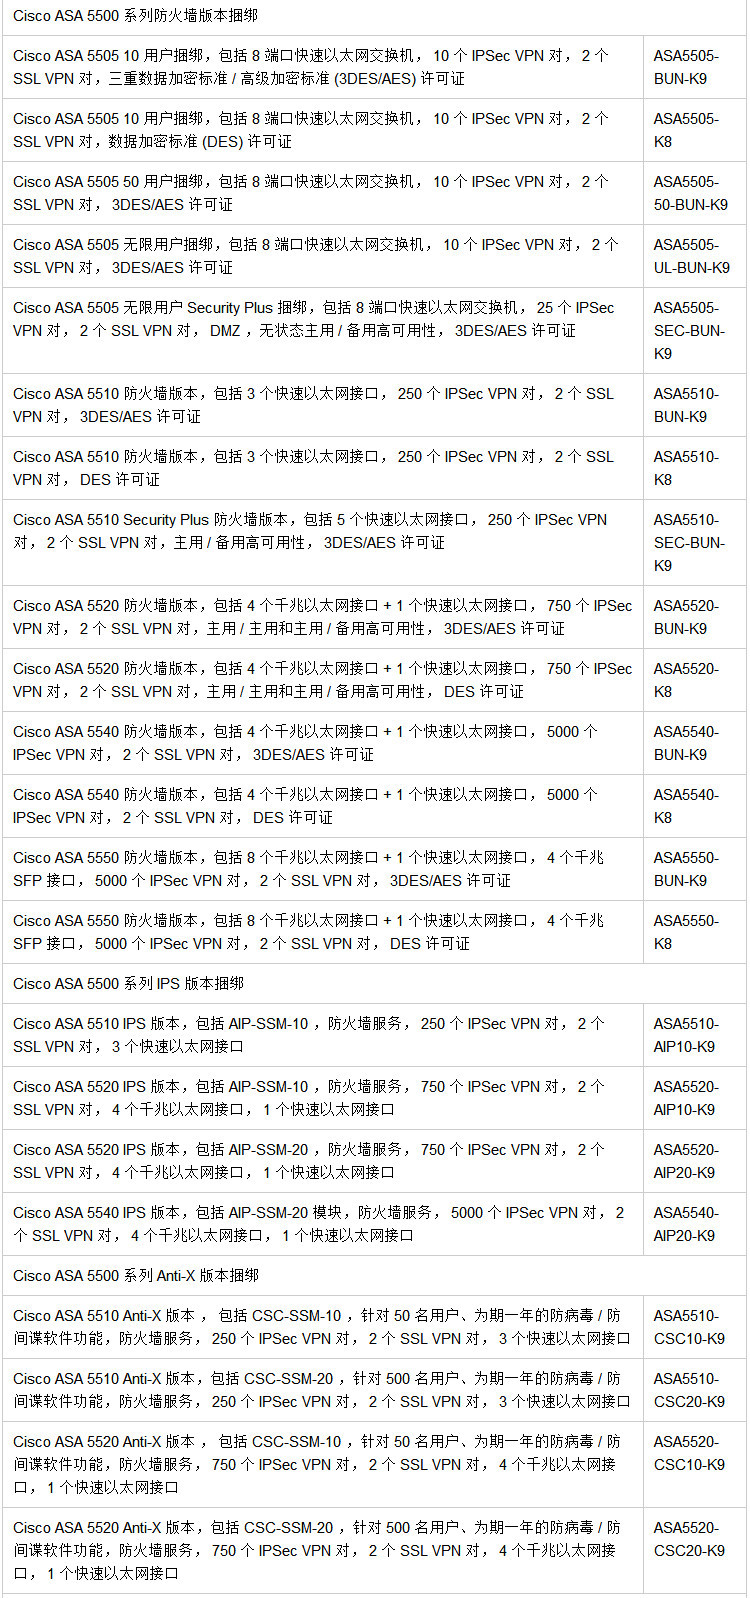 Cisco ASA 5500 系列防火墙版本捆绑
Cisco ASA 5505 10 用户捆绑，包括 8 端口快速以太网交换机， 10 个 IPSec VPN 对， 2 个
SSL VPN 对，三重数据加密标准 / 高级加密标准 (3DES/AES) 许可证
ASA5505-
BUN-K9
Cisco ASA 5505 10 用户捆绑，包括 8 端口快速以太网交换机， 10 个 IPSec VPN 对， 2 个
SSL VPN 对，数据加密标准 (DES) 许可证
ASA5505-
K8
Cisco ASA 5505 50 用户捆绑，包括 8 端口快速以太网交换机， 10 个 IPSec VPN 对， 2 个
SSL VPN 对， 3DES/AES 许可证
ASA5505-
50-BUN-K9
Cisco ASA 5505 无限用户捆绑，包括 8 端口快速以太网交换机， 10 个 IPSec VPN 对， 2 个
SSL VPN 对， 3DES/AES 许可证
ASA5505-
UL-BUN-K9
Cisco ASA 5505 无限用户 Security Plus 捆绑，包括 8 端口快速以太网交换机， 25 个 IPSec
VPN 对， 2 个 SSL VPN 对， DMZ ，无状态主用 / 备用高可用性， 3DES/AES 许可证
ASA5505-
SEC-BUN-
K9
Cisco ASA 5510 防火墙版本，包括 3 个快速以太网接口， 250 个 IPSec VPN 对， 2 个 SSL
VPN 对， 3DES/AES 许可证
ASA5510-
BUN-K9
Cisco ASA 5510 防火墙版本，包括 3 个快速以太网接口， 250 个 IPSec VPN 对， 2 个 SSL
VPN 对， DES 许可证
ASA5510-
K8
Cisco ASA 5510 Security Plus 防火墙版本，包括 5 个快速以太网接口， 250 个 IPSec VPN
对， 2 个 SSL VPN 对，主用 / 备用高可用性， 3DES/AES 许可证
ASA5510-
SEC-BUN-
K9
Cisco ASA 5520 防火墙版本，包括 4 个千兆以太网接口 + 1 个快速以太网接口， 750 个 IPSec
VPN 对， 2 个 SSL VPN 对，主用 / 主用和主用 / 备用高可用性， 3DES/AES 许可证
ASA5520-
BUN-K9
Cisco ASA 5520 防火墙版本，包括 4 个千兆以太网接口 + 1 个快速以太网接口， 750 个 IPSec
VPN 对， 2 个 SSL VPN 对，主用 / 主用和主用 / 备用高可用性， DES 许可证
ASA5520-
K8
Cisco ASA 5540 防火墙版本，包括 4 个千兆以太网接口 + 1 个快速以太网接口， 5000 个
IPSec VPN 对， 2 个 SSL VPN 对， 3DES/AES 许可证
ASA5540-
BUN-K9
Cisco ASA 5540 防火墙版本，包括 4 个千兆以太网接口 + 1 个快速以太网接口， 5000 个
IPSec VPN 对， 2 个 SSL VPN 对， DES 许可证
ASA5540-
K8
Cisco ASA 5550 防火墙版本，包括 8 个千兆以太网接口 + 1 个快速以太网接口， 4 个千兆
SFP 接口， 5000 个 IPSec VPN 对， 2 个 SSL VPN 对， 3DES/AES 许可证
ASA5550-
BUN-K9
Cisco ASA 5550 防火墙版本，包括 8 个千兆以太网接口 + 1 个快速以太网接口， 4 个千兆
SFP 接口， 5000 个 IPSec VPN 对， 2 个 SSL VPN 对， DES 许可证
ASA5550-
K8
Cisco ASA 5500 系列 IPS 版本捆绑
Cisco ASA 5510 IPS 版本，包括 AIP-SSM-10 ，防火墙服务， 250 个 IPSec VPN 对， 2 个
SSL VPN 对， 3 个快速以太网接口
ASA5510-
AIP10-K9
Cisco ASA 5520 IPS 版本，包括 AIP-SSM-10 ，防火墙服务， 750 个 IPSec VPN 对， 2 个
SSL VPN 对， 4 个千兆以太网接口， 1 个快速以太网接口
ASA5520-
AIP10-K9
Cisco ASA 5520 IPS 版本，包括 AIP-SSM-20 ，防火墙服务， 750 个 IPSec VPN 对， 2 个
SSL VPN 对， 4 个千兆以太网接口， 1 个快速以太网接口
ASA5520-
AIP20-K9
Cisco ASA 5540 IPS 版本，包括 AIP-SSM-20 模块，防火墙服务， 5000 个 IPSec VPN 对， 2
个 SSL VPN 对， 4 个千兆以太网接口， 1 个快速以太网接口
ASA5540-
AIP20-K9
Cisco ASA 5500 系列 Anti-X 版本捆绑
Cisco ASA 5510 Anti-X 版本 ， 包括 CSC-SSM-10 ，针对 50 名用户、为期一年的防病毒 / 防
间谍软件功能，防火墙服务， 250 个 IPSec VPN 对， 2 个 SSL VPN 对， 3 个快速以太网接口
ASA5510-
CSC10-K9
Cisco ASA 5510 Anti-X 版本，包括 CSC-SSM-20 ，针对 500 名用户、为期一年的防病毒 / 防
间谍软件功能，防火墙服务， 250 个 IPSec VPN 对， 2 个 SSL VPN 对， 3 个快速以太网接口
ASA5510-
CSC20-K9
Cisco ASA 5520 Anti-X 版本 ， 包括 CSC-SSM-10 ，针对 50 名用户、为期一年的防病毒 / 防
间谍软件功能，防火墙服务， 750 个 IPSec VPN 对， 2 个 SSL VPN 对， 4 个千兆以太网接
口， 1 个快速以太网接口
ASA5520-
CSC10-K9
Cisco ASA 5520 Anti-X 版本，包括 CSC-SSM-20 ，针对 500 名用户、为期一年的防病毒 / 防
间谍软件功能，防火墙服务， 750 个 IPSec VPN 对， 2 个 SSL VPN 对， 4 个千兆以太网接
口， 1 个快速以太网接口
ASA5520-
CSC20-K9